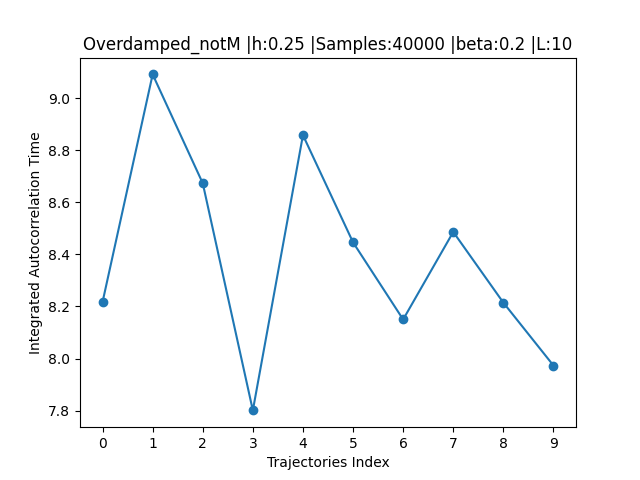 Overdamped_notM |h:0.25 |Samples:40000 |beta:0.2 |L:10
Integrated Autocorrelation Time
9.0
8.8
8.6
8.4
8.2
8.0
7.8
0 1 2 3 4 5 6 7 8 9
Trajectories Index